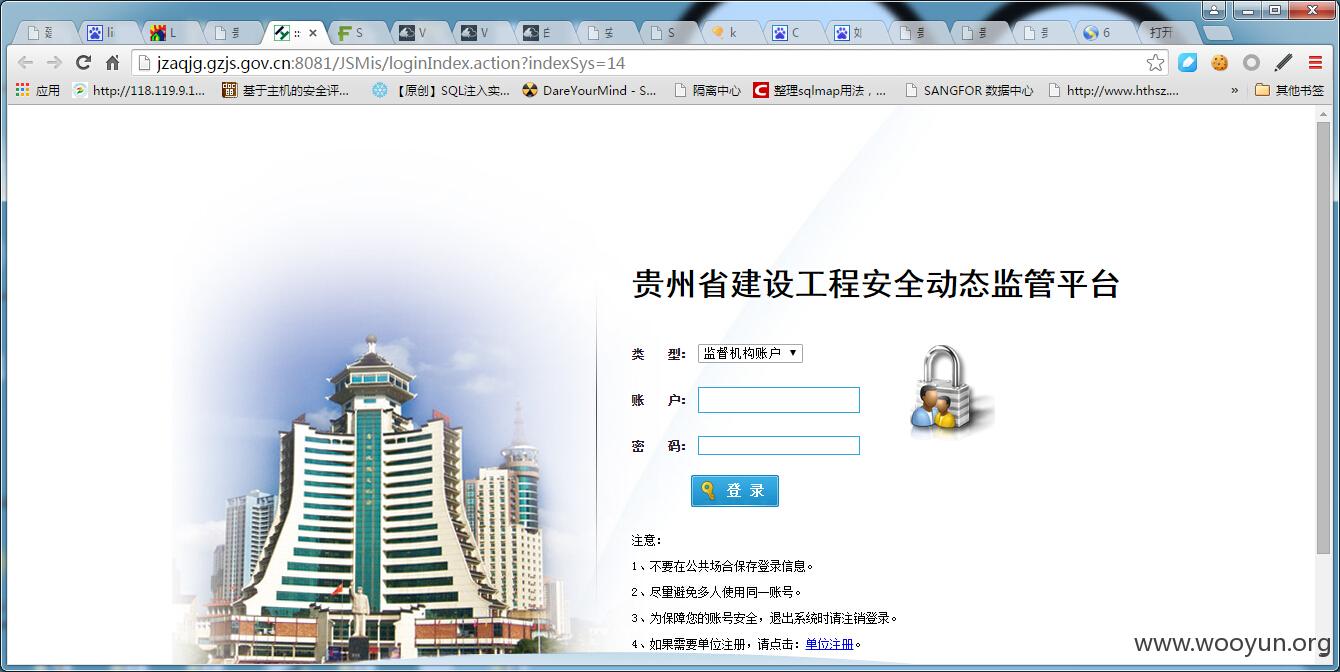 li L S V V S k C 6 打开
jzaqjg.gzjs.gov.cn:8081/JSMis/loginIndex.action?indexSys=14
应用 http://118.119.9.1... 基于主机的安全评... 【原创】SQL注入实... DareYourMind - S... 隔离中心 整理sqlmap用法，... SANGFOR 数据中心 http://www.hthsz.... » 其他书签
贵州省建设工程安全动态监管平台
类 型: 监督机构账户
账 户:
密 码:
登 录
注意:
1、不要在公共场合保存登录信息。
2、尽量避免多人使用同一账号。
3、为保障您的账号安全，退出系统时请注销登录。
4、如果需要单位注册，请点击: 单位注册。
www.wooyun.org